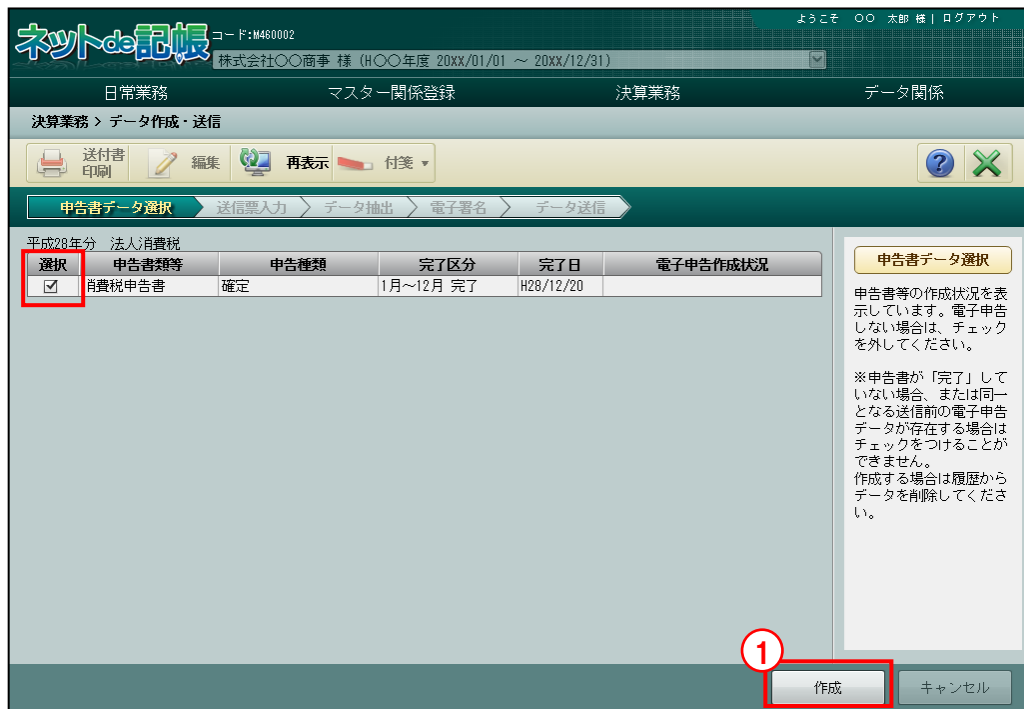 ようこそ 〇〇 太郎 様 | ログアウト
ネットde記帳 コード:M460002
株式会社〇〇商事 様 (H〇〇年度 20XX/01/01 ～ 20XX/12/31)
日常業務 マスター関係登録 決算業務 データ関係
決算業務 > データ作成・送信
送付書印刷 編集 再表示 付箋 ▼
申告書データ選択 送信票入力 データ抽出 電子署名 データ送信
平成28年分 法人消費税
選択 申告書類等 申告種類 完了区分 完了日 電子申告作成状況
消費税申告書 確定 1月～12月 完了 H28/12/20
申告書データ選択
申告書等の作成状況を表
示しています。電子申告
しない場合は、チェック
を外してください。
※申告書が「完了」して
いない場合、または同一
となる送信前の電子申告
データが存在する場合は
チェックをつけることが
できません。
作成する場合は履歴から
データを削除してくださ
い。
1
作成 キャンセル